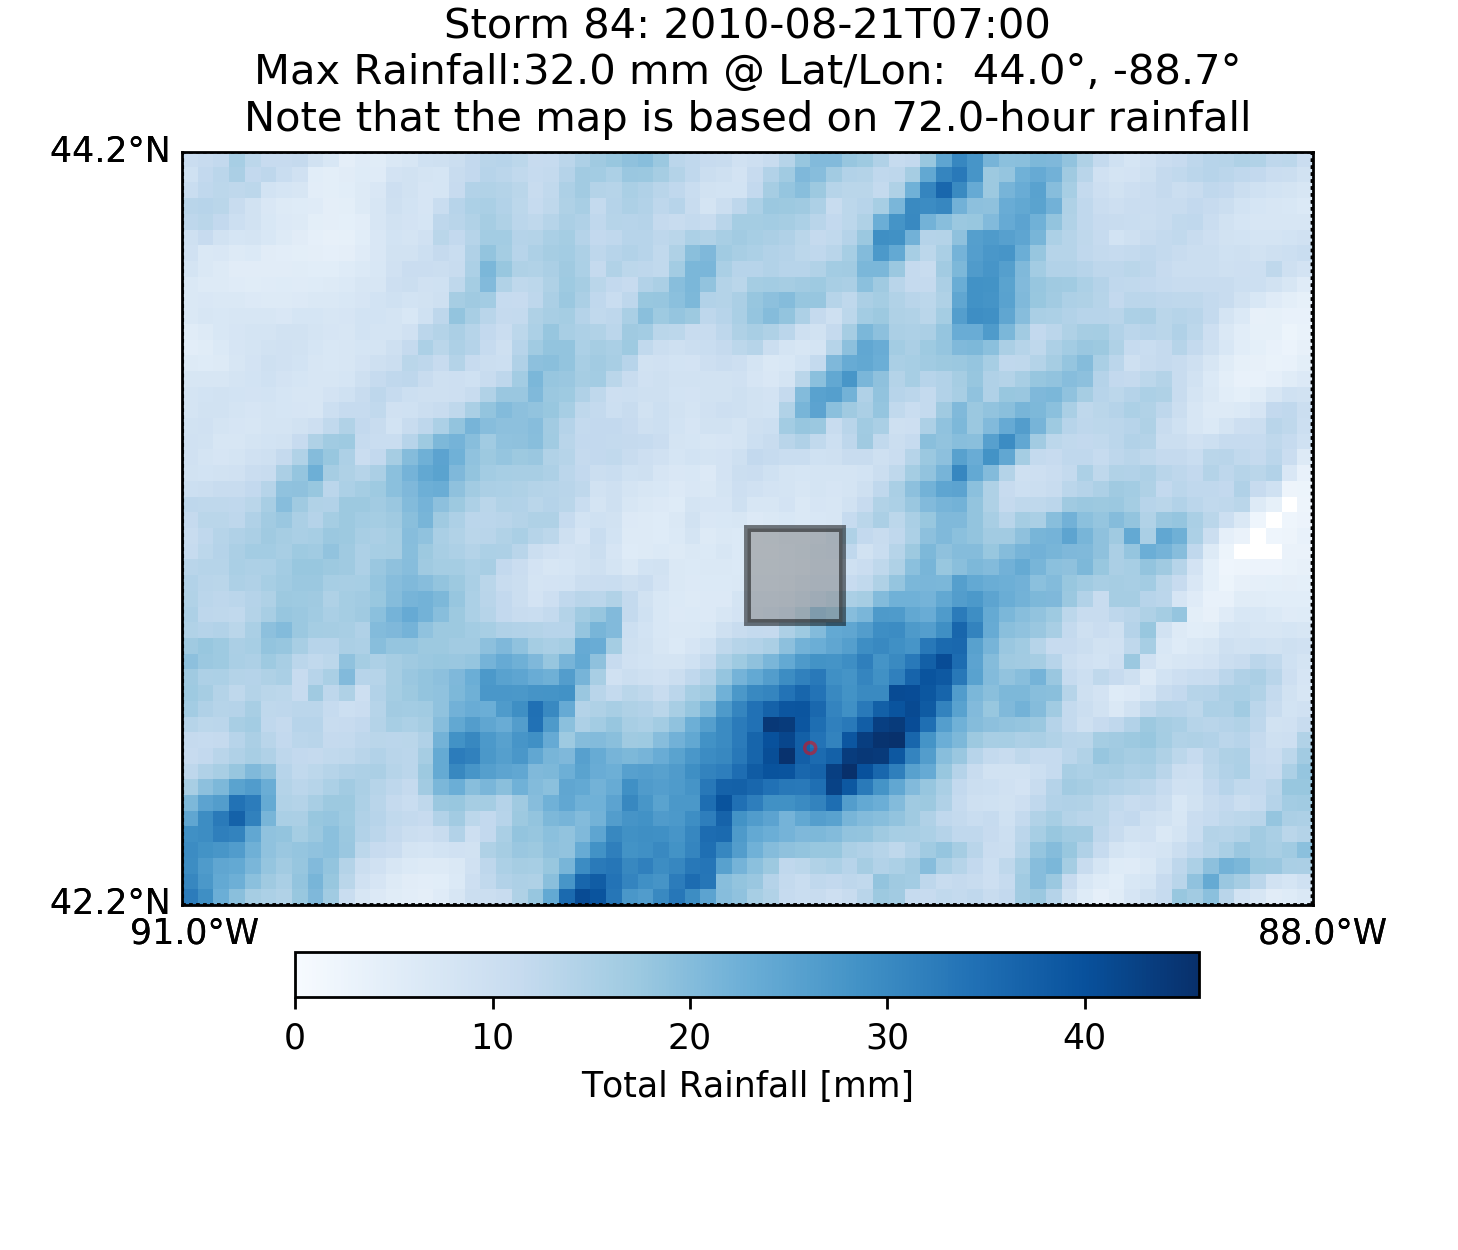 Storm 84: 2010-08-21T07:00
Max Rainfall:32.0 mm @ Lat/Lon:  44.0°, -88.7°
Note that the map is based on 72.0-hour rainfall
44.2°N
42.2°N
91.0°W 88.0°W
0 10 20 30 40
Total Rainfall [mm]